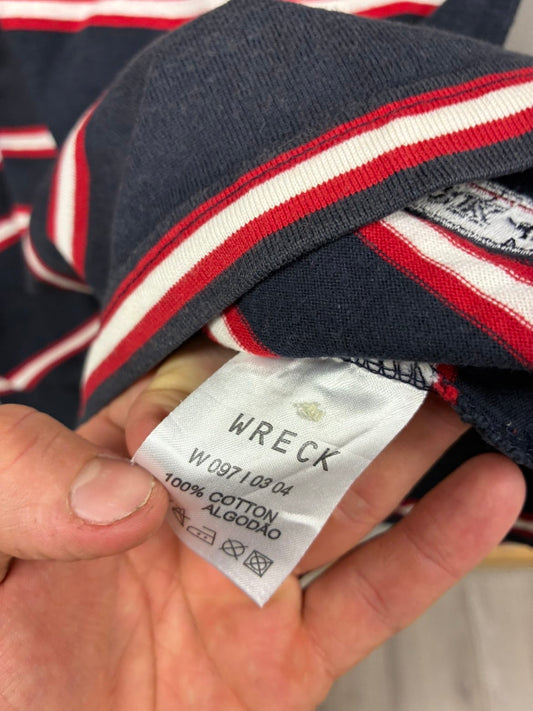 WRECK
W 097 I 03 04
100% COTTON
ALGODÃO